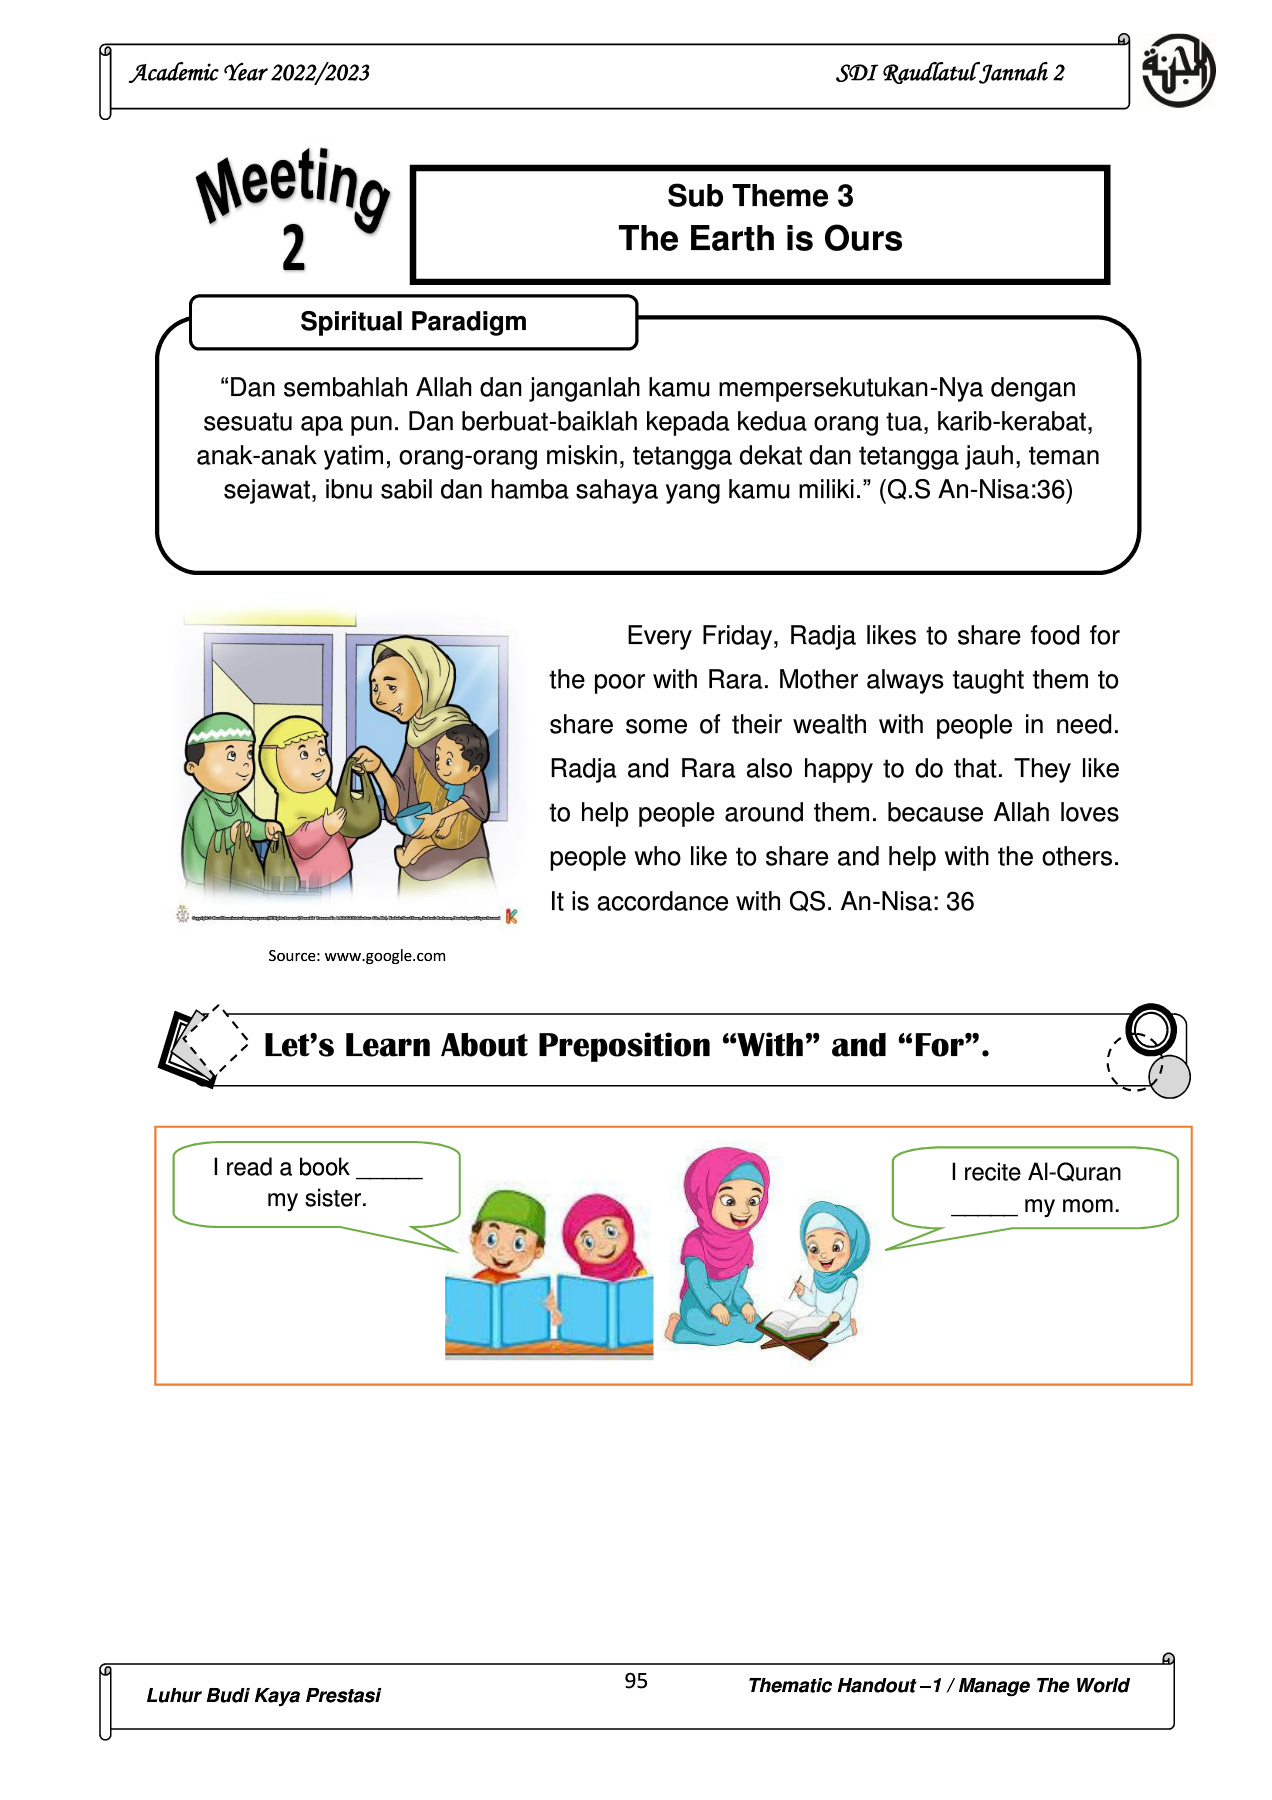 Academic Year 2022/2023
SDI Raudlatul Jannah 2
Meeting
2
Sub Theme 3
The Earth is Ours
Spiritual Paradigm
“Dan sembahlah Allah dan janganlah kamu mempersekutukan-Nya dengan
sesuatu apa pun. Dan berbuat-baiklah kepada kedua orang tua, karib-kerabat,
anak-anak yatim, orang-orang miskin, tetangga dekat dan tetangga jauh, teman
sejawat, ibnu sabil dan hamba sahaya yang kamu miliki.” (Q.S An-Nisa:36)
Every Friday, Radja likes to share food for
the poor with Rara. Mother always taught them to
share some of their wealth with people in need.
Radja and Rara also happy to do that. They like
to help people around them. because Allah loves
people who like to share and help with the others.
It is accordance with QS. An-Nisa: 36
K
Source: www.google.com
Let’s Learn About Preposition “With” and “For”.
I read a book _____
my sister.
I recite Al-Quran
_____ my mom.
Luhur Budi Kaya Prestasi
95
Thematic Handout –1 / Manage The World